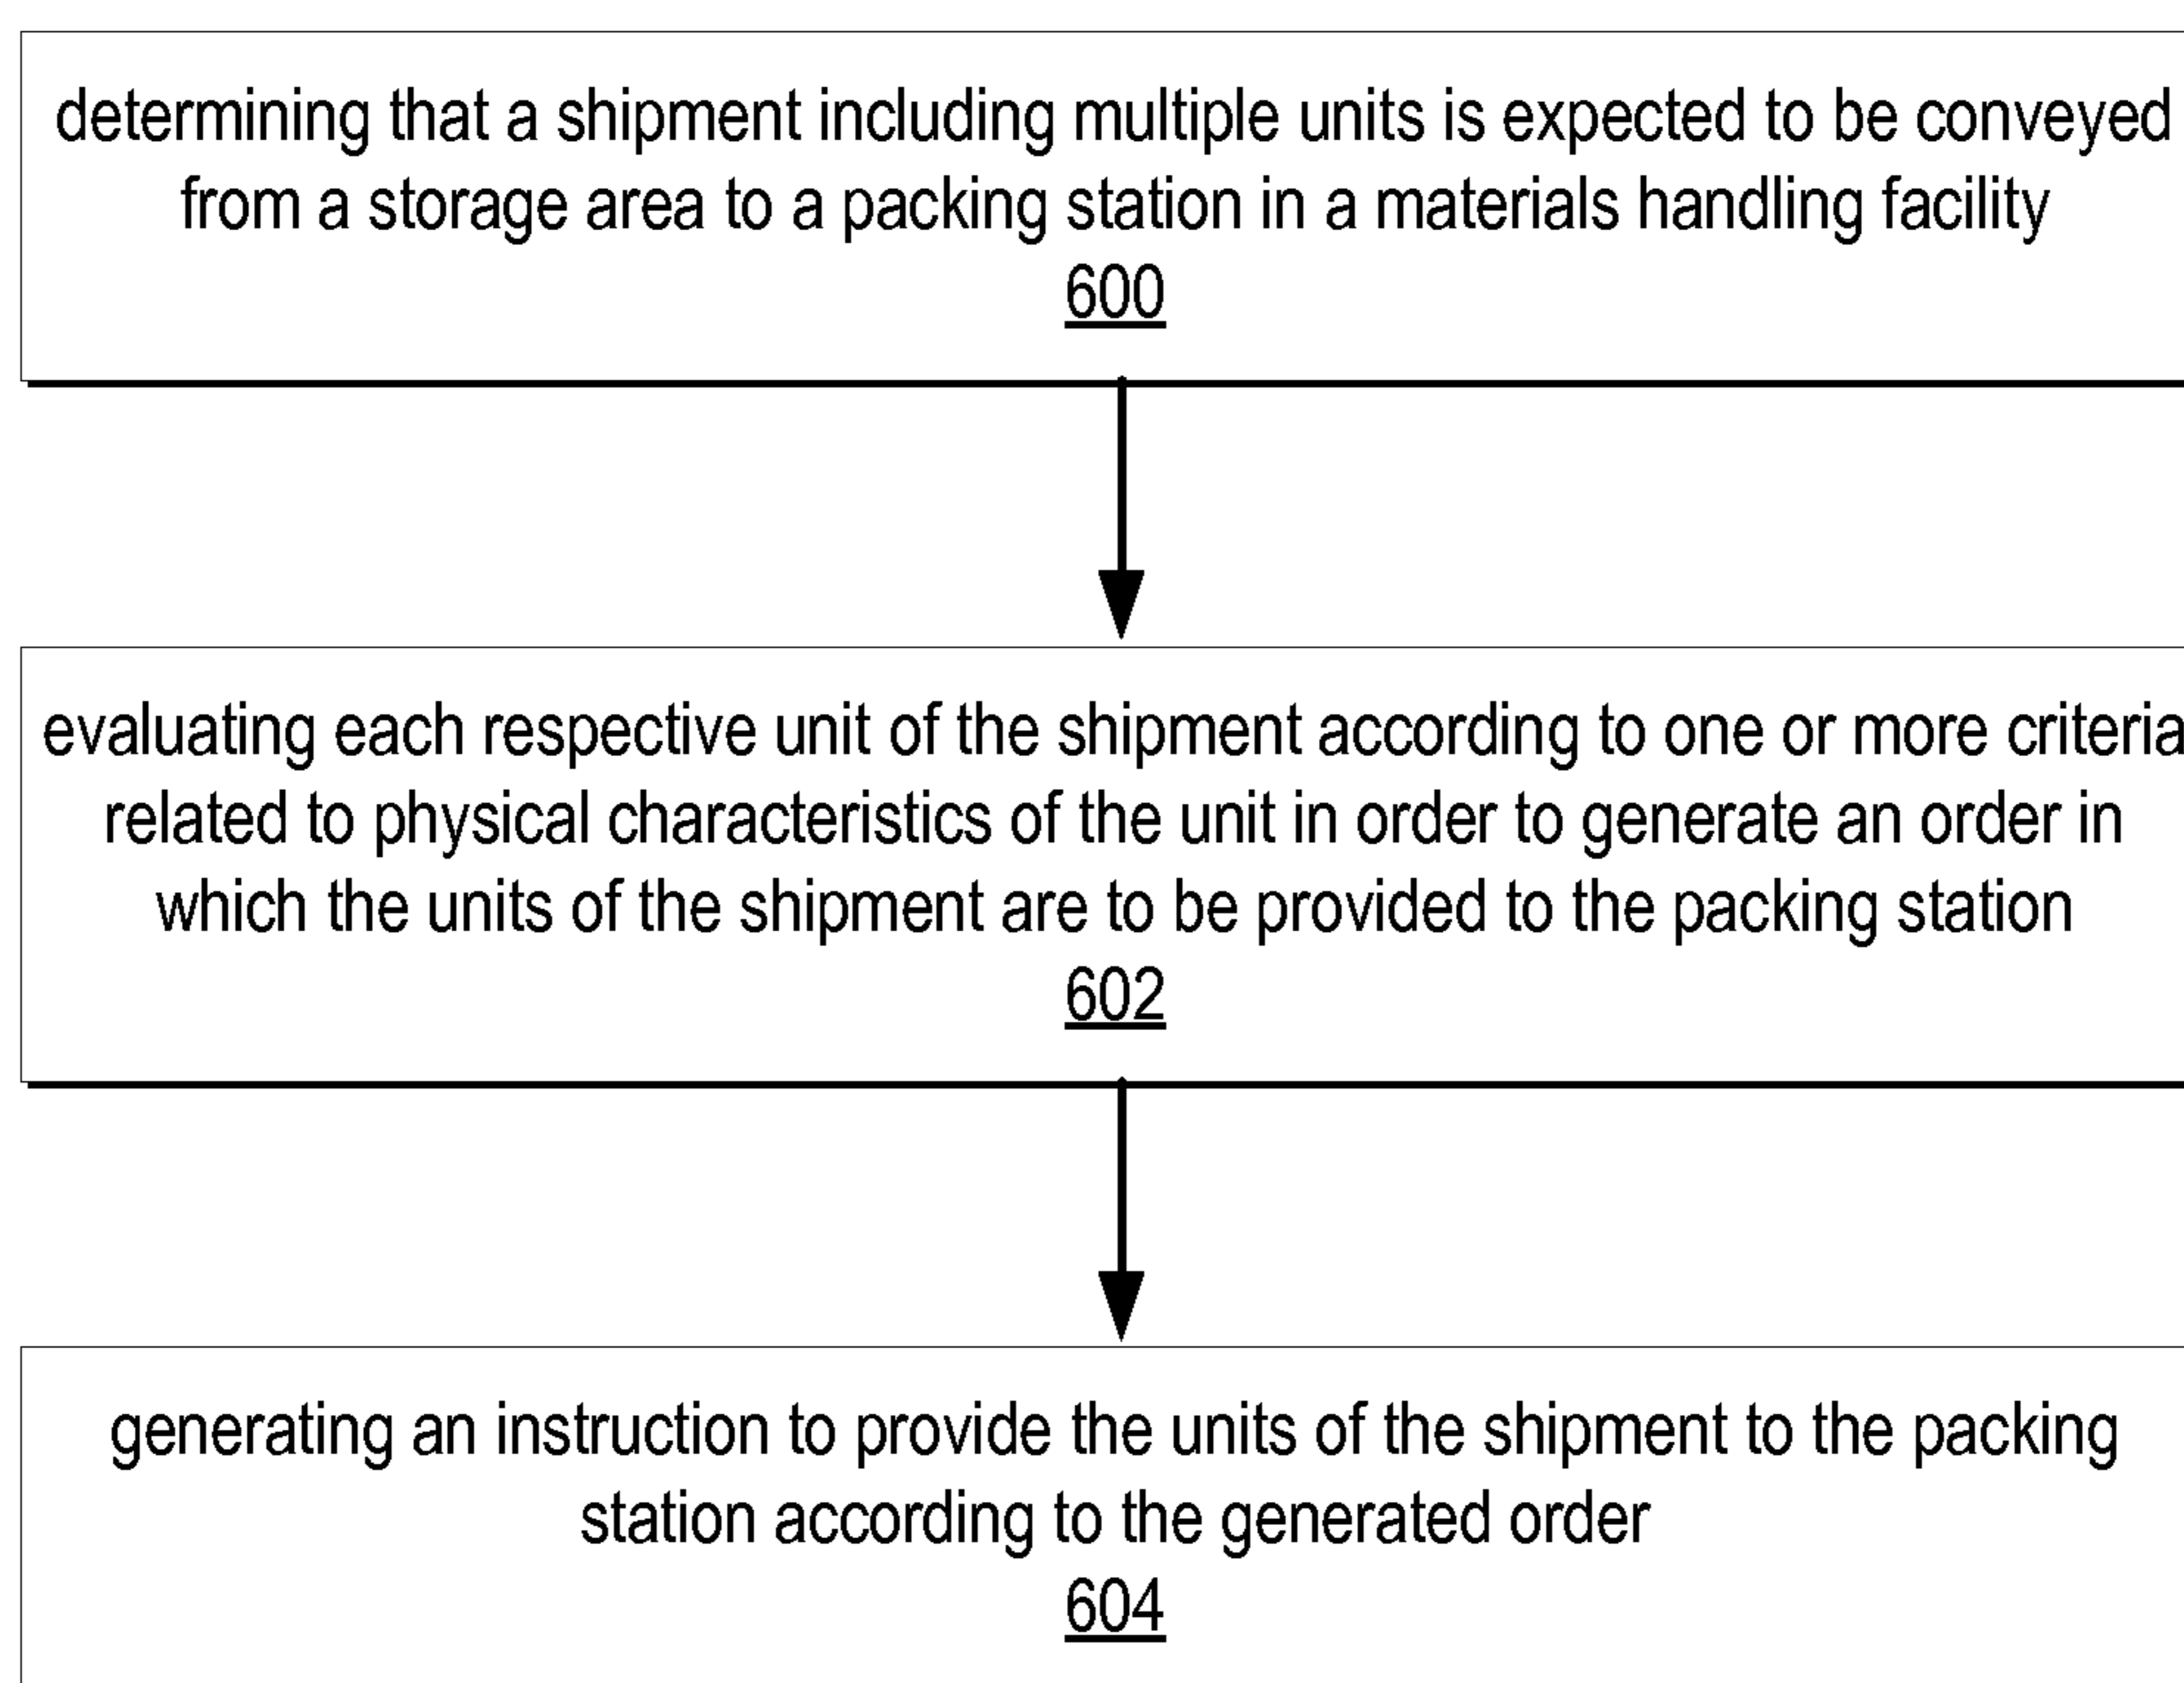 determining that a shipment including multiple units is expected to be conveyed
from a storage area to a packing station in a materials handling facility
600
evaluating each respective unit of the shipment according to one or more criteria
related to physical characteristics of the unit in order to generate an order in
which the units of the shipment are to be provided to the packing station
602
generating an instruction to provide the units of the shipment to the packing
station according to the generated order
604